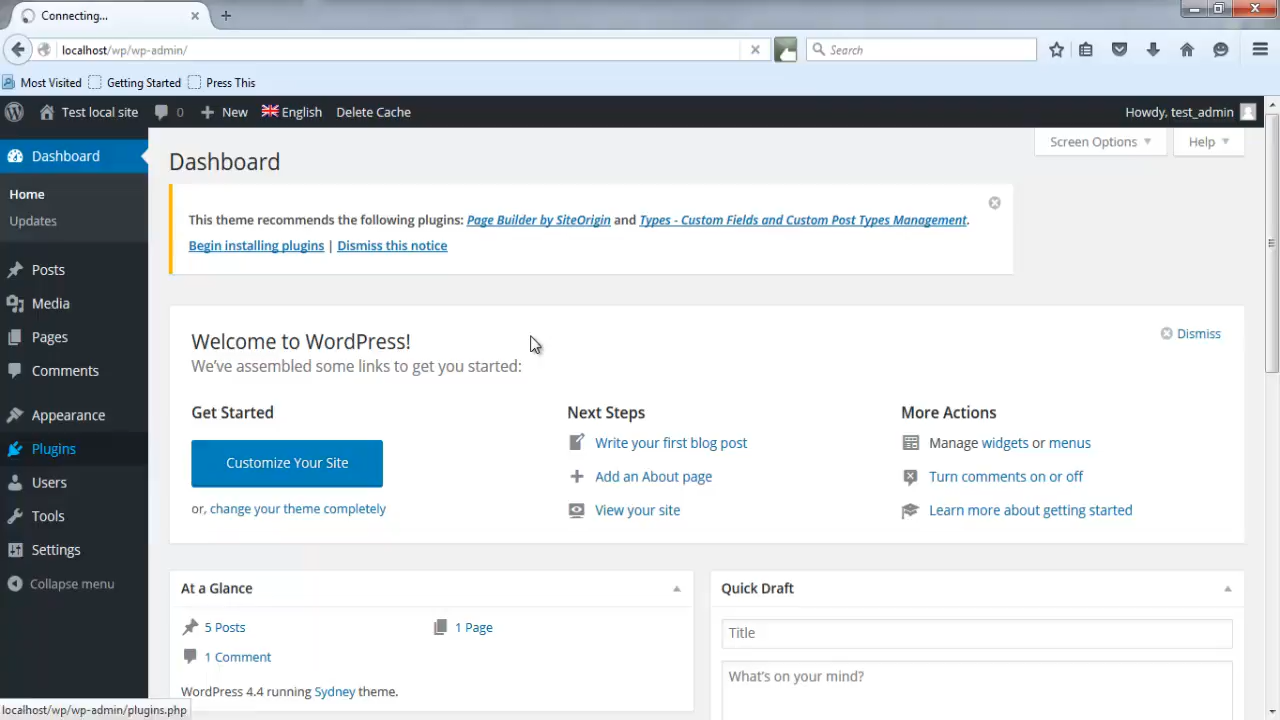 Connecting...
localhost/wp/wp-admin/
Search
Most Visited Getting Started Press This
Test local site 0 New English Delete Cache Howdy, test_admin
Dashboard
Home
Updates
Posts
Media
Pages
Comments
Appearance
Plugins
Users
Tools
Settings
Collapse menu
Screen Options Help
Dashboard
This theme recommends the following plugins: Page Builder by SiteOrigin and Types - Custom Fields and Custom Post Types Management.
Begin installing plugins | Dismiss this notice
Welcome to WordPress!
Dismiss
We've assembled some links to get you started:
Get Started
Customize Your Site
or, change your theme completely
Next Steps
Write your first blog post
Add an About page
View your site
More Actions
Manage widgets or menus
Turn comments on or off
Learn more about getting started
At a Glance
5 Posts 1 Page
1 Comment
WordPress 4.4 running Sydney theme.
Quick Draft
Title
What's on your mind?
localhost/wp/wp-admin/plugins.php